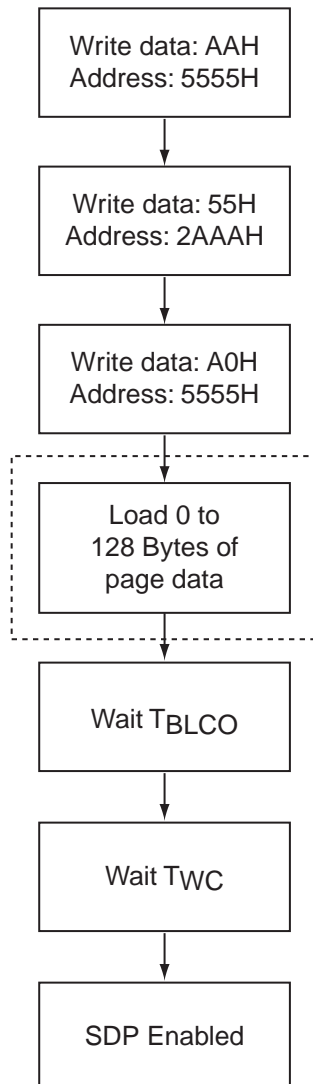 Write data: AAH
Address: 5555H
Write data: 55H
Address: 2AAAH
Write data: A0H
Address: 5555H
Load 0 to
128 Bytes of
page data
Wait TBLCO
Wait TWC
SDP Enabled